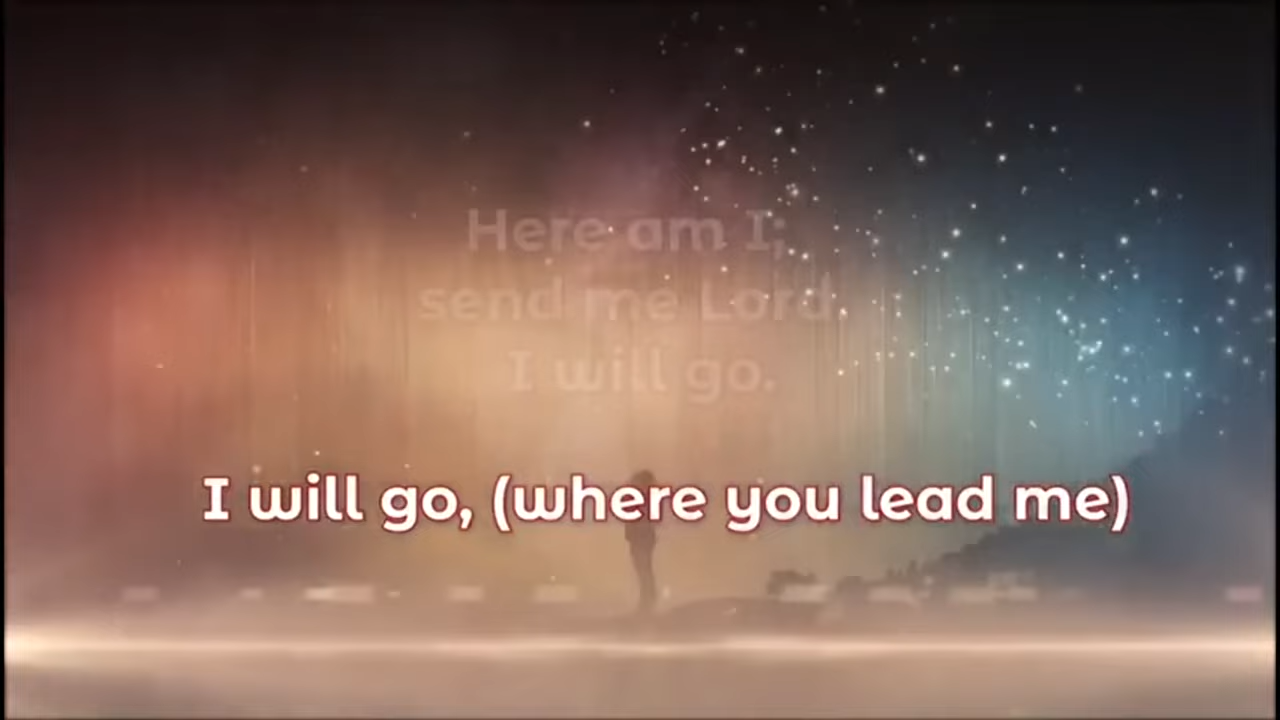 Here am I;
send me Lord.
I will go.
I will go, (where you lead me)